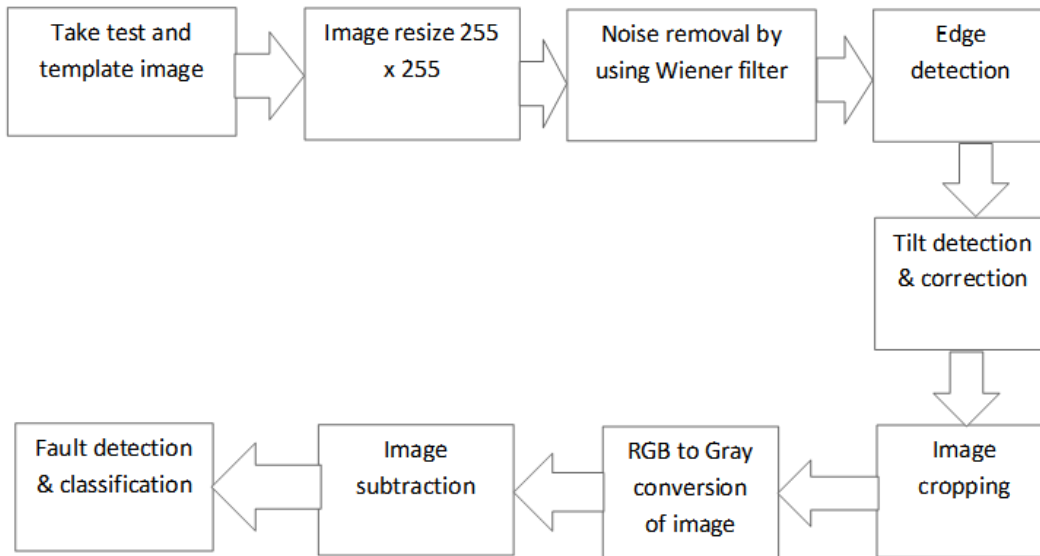 Take test and
template image
Image resize 255
x 255
Noise removal by
using Wiener filter
Edge
detection
Tilt detection
& correction
Image
cropping
RGB to Gray
conversion
of image
Image
subtraction
Fault detection
& classification